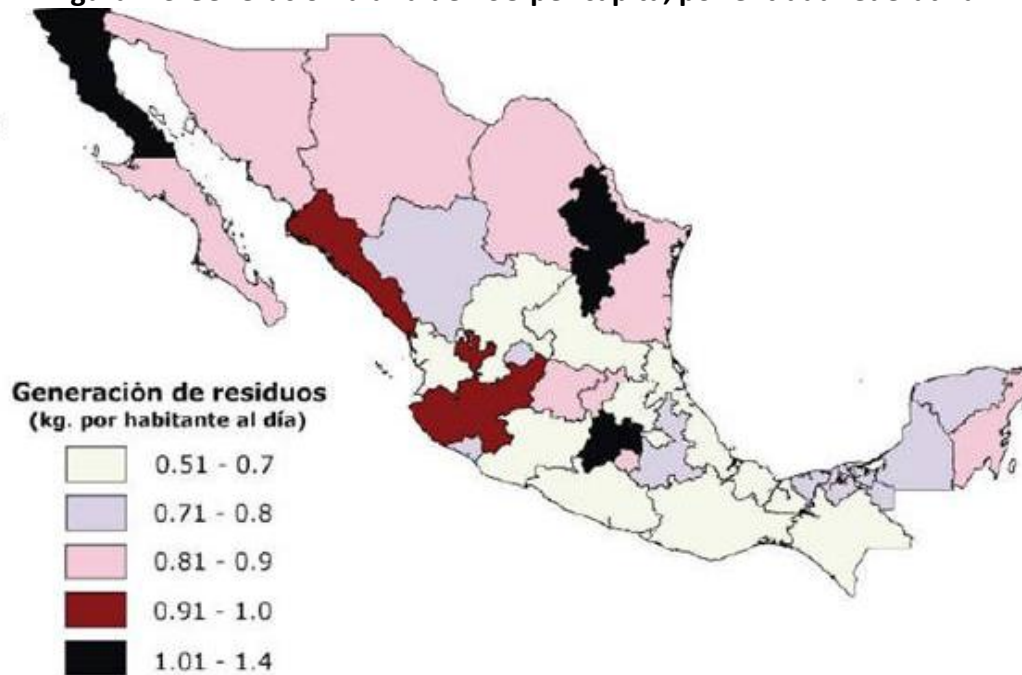 Generación de residuos
(kg. por habitante al día)
0.51 - 0.7
0.71 - 0.8
0.81 - 0.9
0.91 - 1.0
1.01 - 1.4